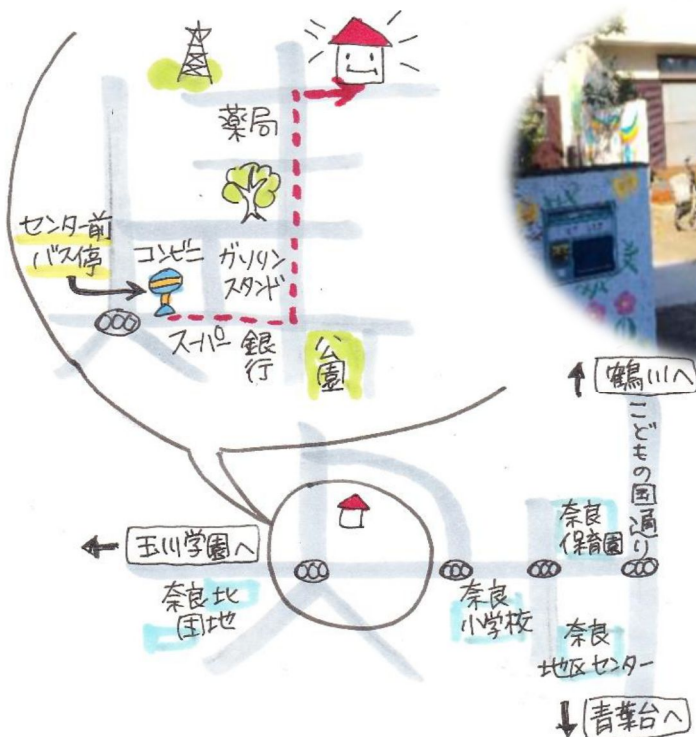 薬局
センター前
バス停
コンビニ
ガソリン
スタンド
スーパー
銀行
公園
鶴川へ
こどもの国通り
玉川学園へ
奈良
保育園
奈良北
団地
奈良
小学校
奈良
地区センター
青葉台へ